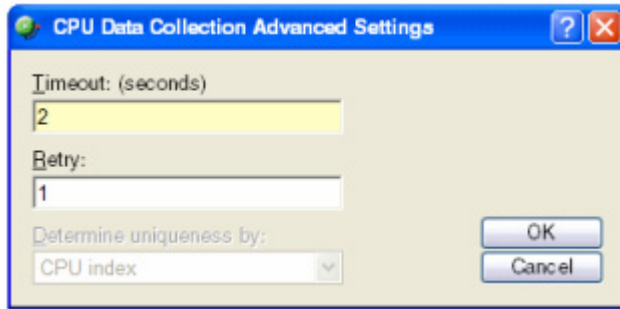 CPU Data Collection Advanced Settings
?
Timeout: (seconds)
2
Retry:
1
Determine uniqueness by:
CPU index
OK
Cancel